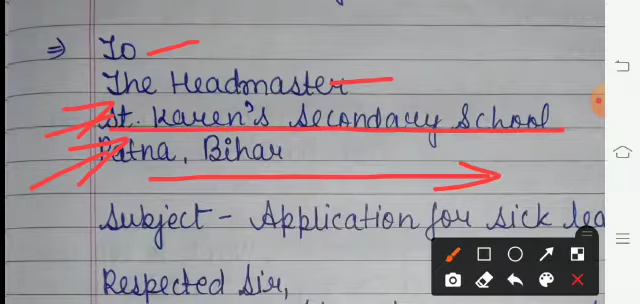 ⇒ To
The Headmaster
St. Karen's Secondary School
Patna, Bihar
Subject - Application for sick lea
Respected Sir,